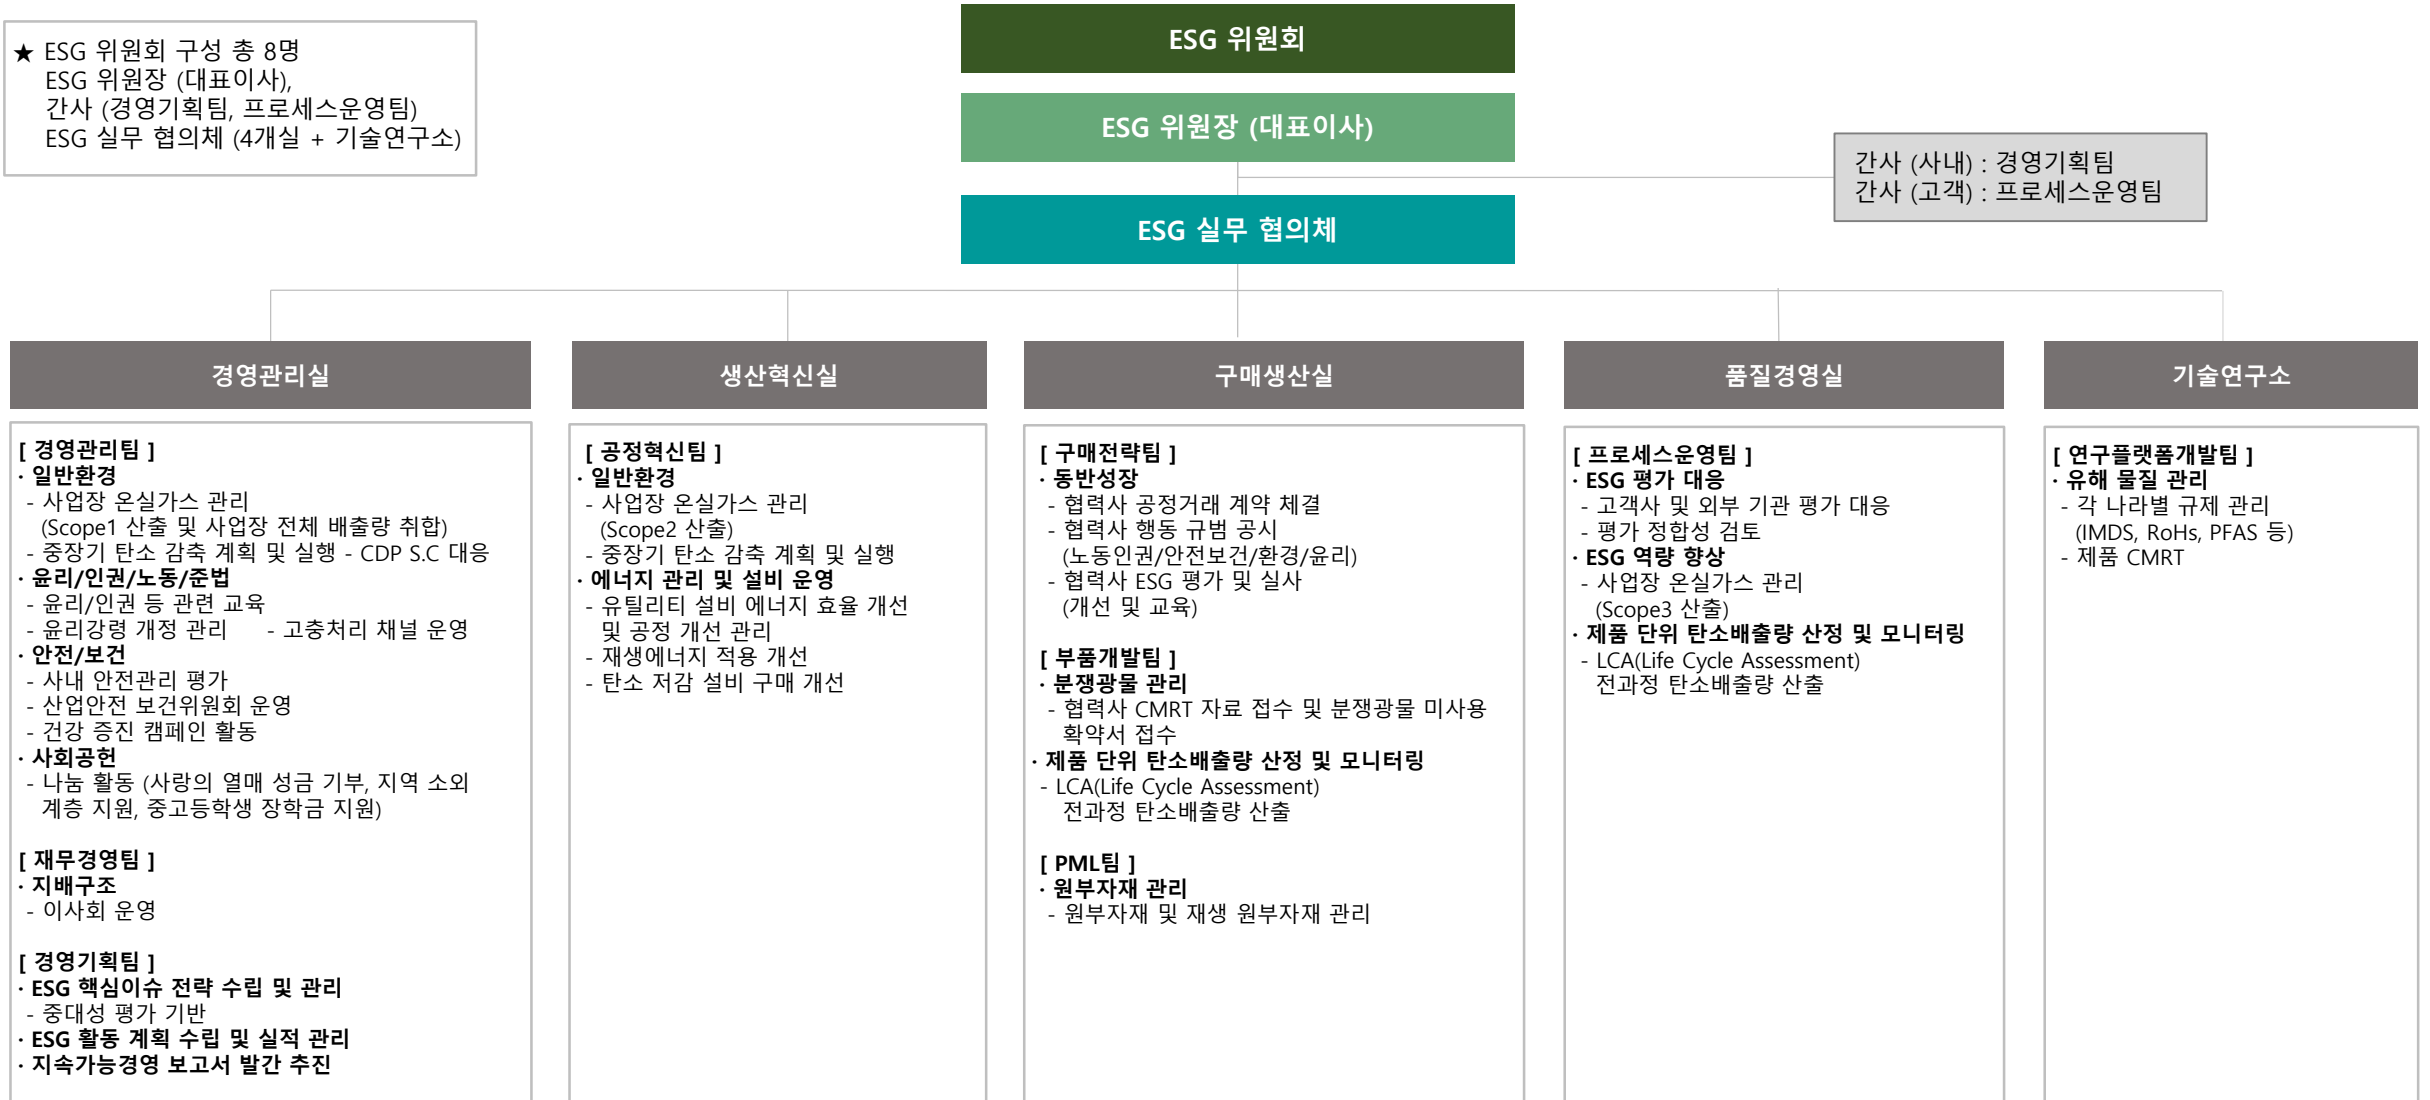 ★ ESG 위원회 구성 총 8명
ESG 위원장 (대표이사),
간사 (경영기획팀, 프로세스운영팀)
ESG 실무 협의체 (4개실 + 기술연구소)
ESG 위원회
ESG 위원장 (대표이사)
간사 (사내) : 경영기획팀
간사 (고객) : 프로세스운영팀
ESG 실무 협의체
경영관리실
[ 경영관리팀 ]
· 일반환경
- 사업장 온실가스 관리
(Scope1 산출 및 사업장 전체 배출량 취합)
- 중장기 탄소 감축 계획 및 실행 - CDP S.C 대응
· 윤리/인권/노동/준법
- 윤리/인권 등 관련 교육
- 윤리강령 개정 관리 - 고충처리 채널 운영
· 안전/보건
- 사내 안전관리 평가
- 산업안전 보건위원회 운영
- 건강 증진 캠페인 활동
· 사회공헌
- 나눔 활동 (사랑의 열매 성금 기부, 지역 소외
계층 지원, 중고등학생 장학금 지원)
[ 재무경영팀 ]
· 지배구조
- 이사회 운영
[ 경영기획팀 ]
· ESG 핵심이슈 전략 수립 및 관리
- 중대성 평가 기반
· ESG 활동 계획 수립 및 실적 관리
· 지속가능경영 보고서 발간 추진
생산혁신실
[ 공정혁신팀 ]
· 일반환경
- 사업장 온실가스 관리
(Scope2 산출)
- 중장기 탄소 감축 계획 및 실행
· 에너지 관리 및 설비 운영
- 유틸리티 설비 에너지 효율 개선
및 공정 개선 관리
- 재생에너지 적용 개선
- 탄소 저감 설비 구매 개선
구매생산실
[ 구매전략팀 ]
· 동반성장
- 협력사 공정거래 계약 체결
- 협력사 행동 규범 공시
(노동인권/안전보건/환경/윤리)
- 협력사 ESG 평가 및 실사
(개선 및 교육)
[ 부품개발팀 ]
· 분쟁광물 관리
- 협력사 CMRT 자료 접수 및 분쟁광물 미사용
확약서 접수
· 제품 단위 탄소배출량 산정 및 모니터링
- LCA(Life Cycle Assessment)
전과정 탄소배출량 산출
[ PML팀 ]
· 원부자재 관리
- 원부자재 및 재생 원부자재 관리
품질경영실
[ 프로세스운영팀 ]
· ESG 평가 대응
- 고객사 및 외부 기관 평가 대응
- 평가 정합성 검토
· ESG 역량 향상
- 사업장 온실가스 관리
(Scope3 산출)
· 제품 단위 탄소배출량 산정 및 모니터링
- LCA(Life Cycle Assessment)
전과정 탄소배출량 산출
기술연구소
[ 연구플랫폼개발팀 ]
· 유해 물질 관리
- 각 나라별 규제 관리
(IMDS, RoHs, PFAS 등)
- 제품 CMRT